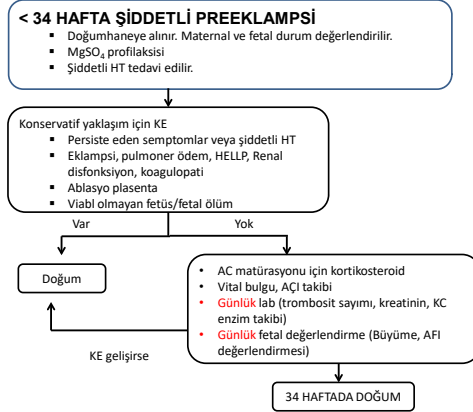 < 34 HAFTA ŞİDDETLİ PREEKLAMPSİ
▪ Doğumhaneye alınır. Maternal ve fetal durum değerlendirilir.
▪ MgSO₄ profilaksisi
▪ Şiddetli HT tedavi edilir.
Konservatif yaklaşım için KE
▪ Persiste eden semptomlar veya şiddetli HT
▪ Eklampsi, pulmoner ödem, HELLP, Renal
disfonksiyon, koagulopati
▪ Ablasyo plasenta
▪ Viabl olmayan fetüs/fetal ölüm
Var
Yok
Doğum
• AC matürasyonu için kortikosteroid
• Vital bulgu, AÇI takibi
• Günlük lab (trombosit sayımı, kreatinin, KC
enzim takibi)
• Günlük fetal değerlendirme (Büyüme, AFI
değerlendirmesi)
KE gelişirse
34 HAFTADA DOĞUM